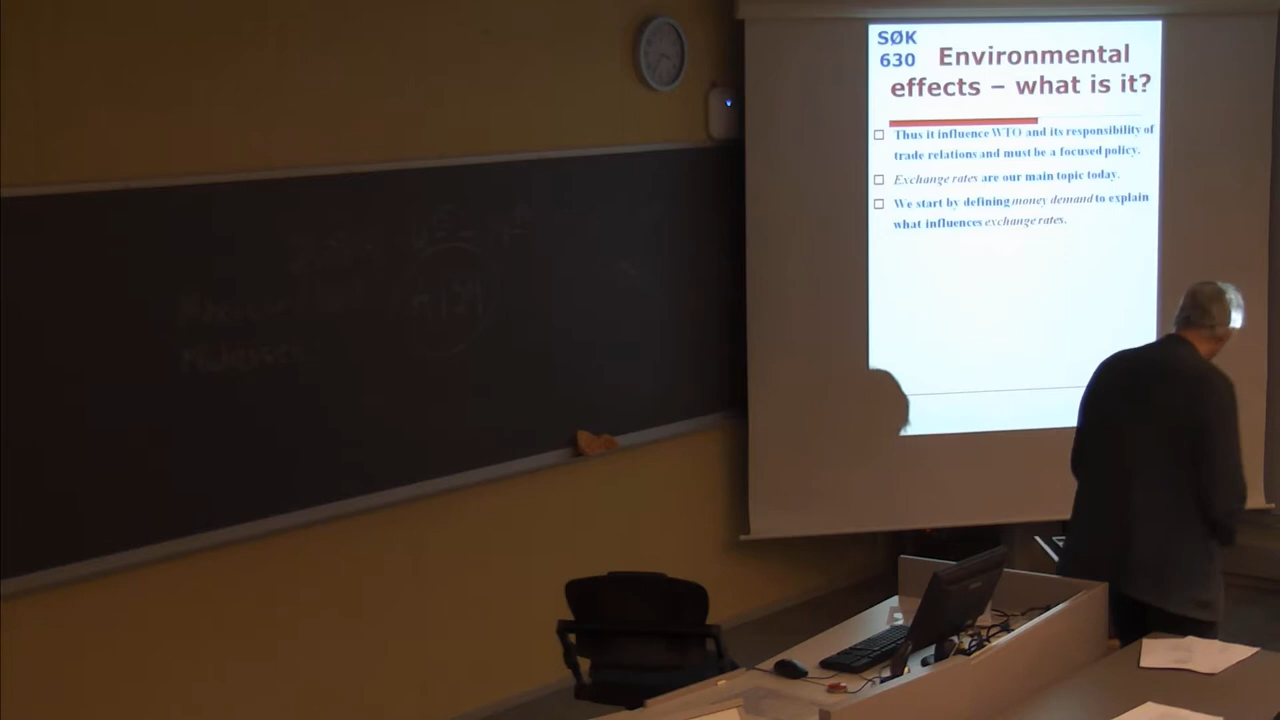 SØK
630
Environmental
effects – what is it?
Thus it influence WTO and its responsibility of
trade relations and must be a focused policy.
Exchange rates are our main topic today.
We start by defining money demand to explain
what influences exchange rates.